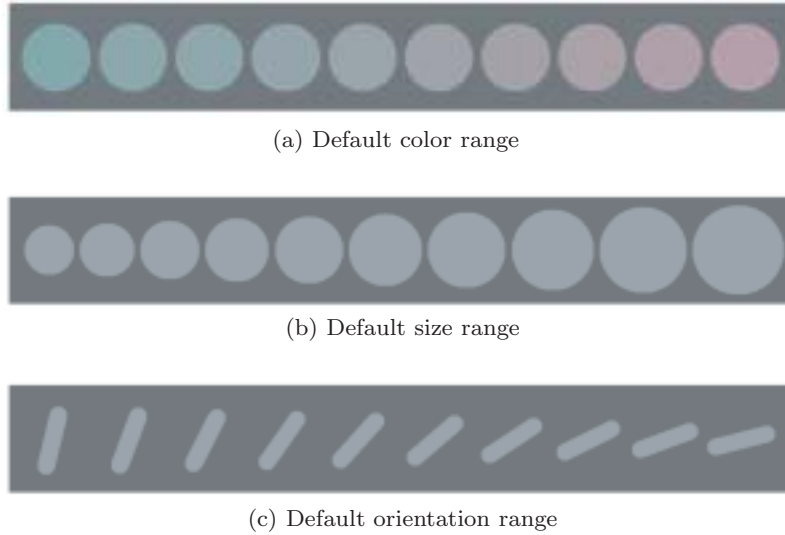 (a) Default color range
(b) Default size range
(c) Default orientation range